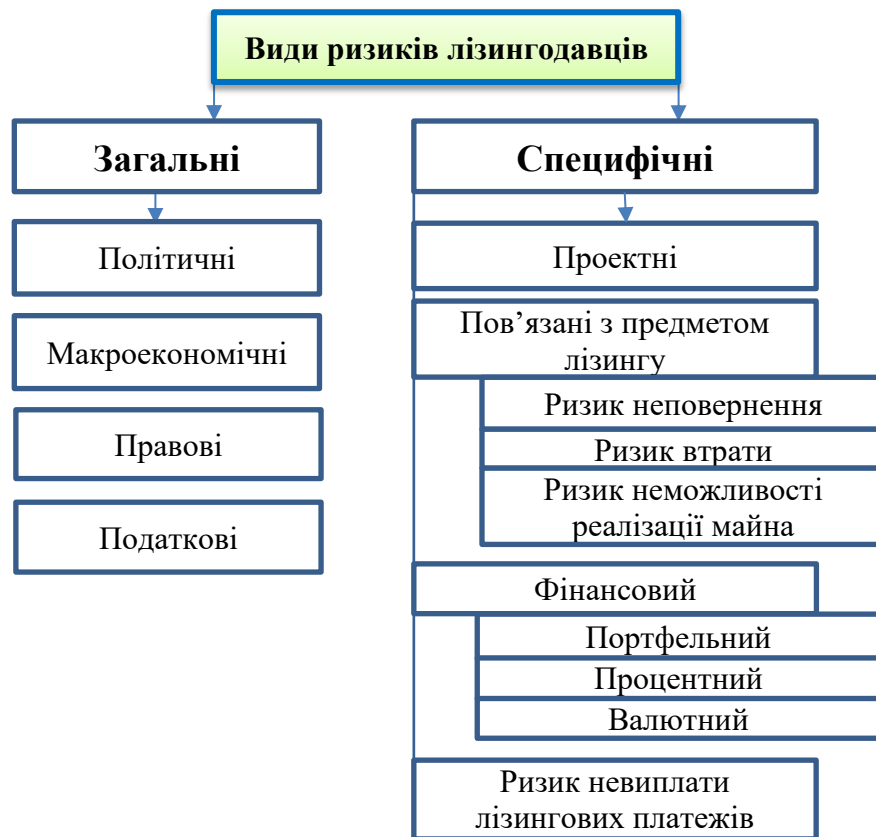 Види ризиків лізингодавців
Загальні
Політичні
Макроекономічні
Правові
Податкові
Специфічні
Проектні
Пов’язані з предметом
лізингу
Ризик неповернення
Ризик втрати
Ризик неможливості
реалізації майна
Фінансовий
Портфельний
Процентний
Валютний
Ризик невиплати
лізингових платежів